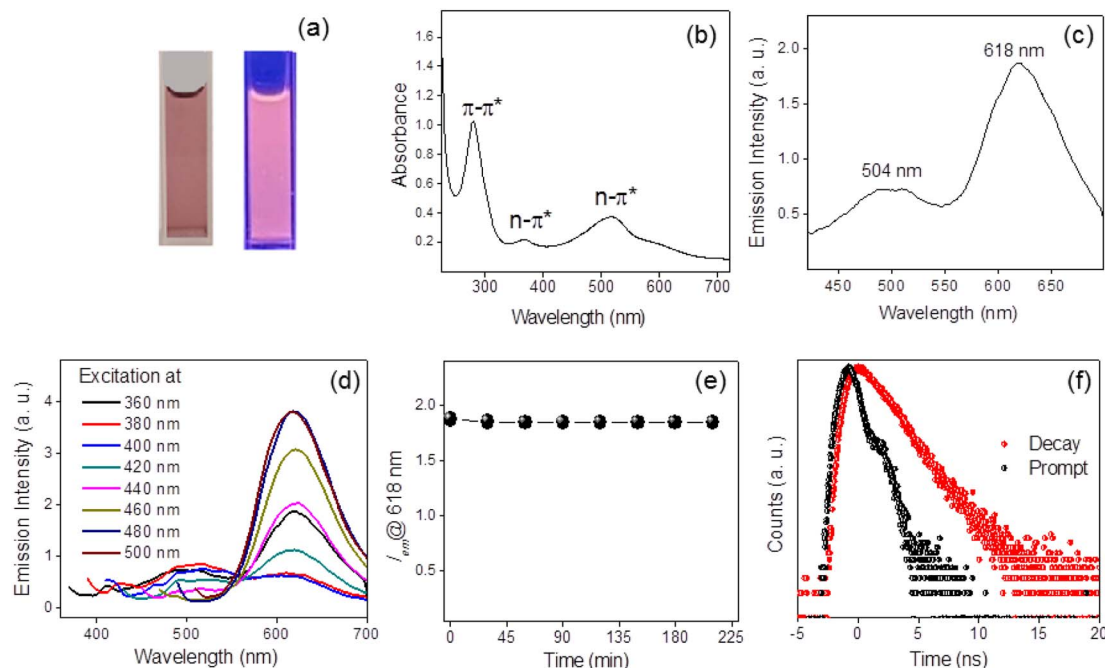 (a)
(b)
1.6
1.4
1.2
1.0
0.8
0.6
0.4
0.2
π-π*
n-π*
n-π*
300
400
500
600
700
Absorbance
Wavelength (nm)
(c)
2.0
1.5
1.0
0.5
504 nm
618 nm
450
500
550
600
650
Emission Intensity (a. u.)
Wavelength (nm)
(d)
Excitation at
360 nm
380 nm
400 nm
420 nm
440 nm
460 nm
480 nm
500 nm
4
3
2
1
0
400
500
600
700
Emission Intensity (a. u.)
Wavelength (nm)
(e)
2.0
1.5
1.0
0.5
0
45
90
135
180
225
I em@ 618 nm
Time (min)
(f)
Decay
Prompt
-5
0
5
10
15
20
Counts (a. u.)
Time (ns)